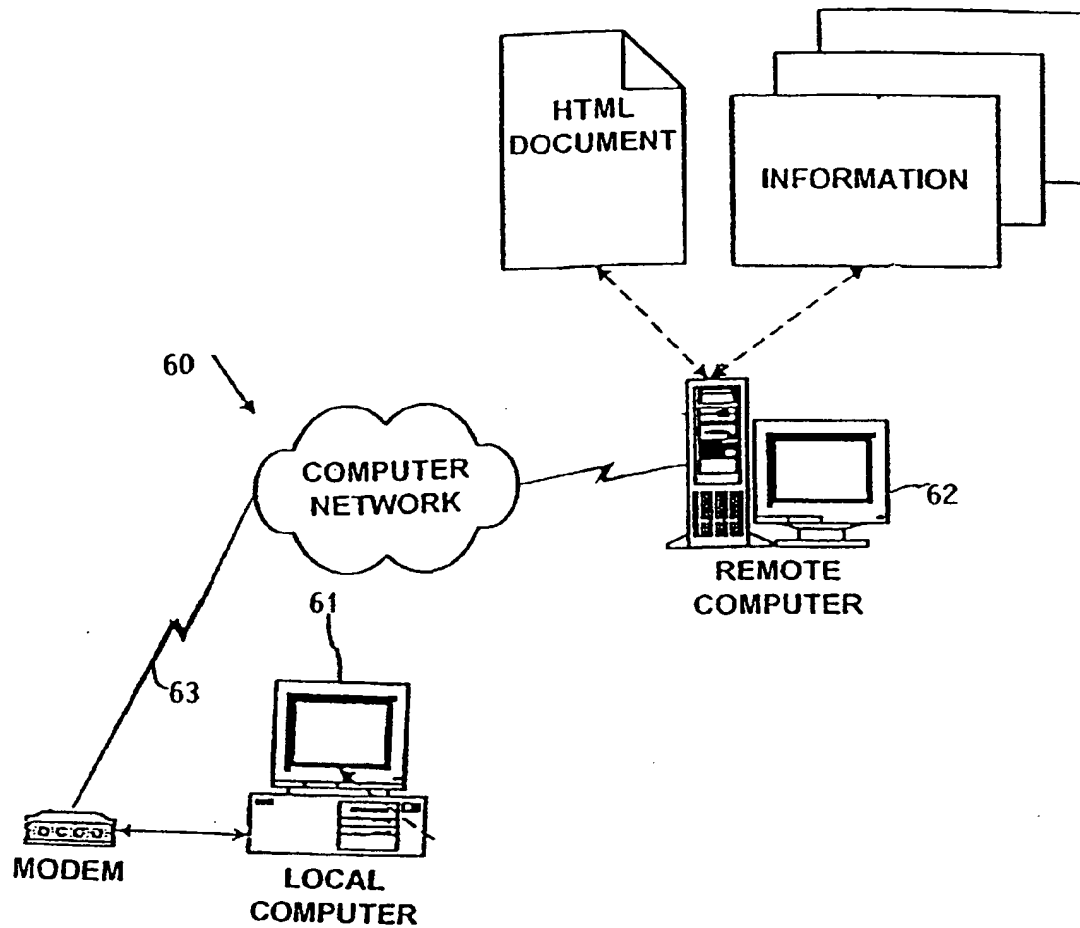 HTML
DOCUMENT
INFORMATION
60
COMPUTER
NETWORK
62
REMOTE
COMPUTER
61
63
MODEM
LOCAL
COMPUTER